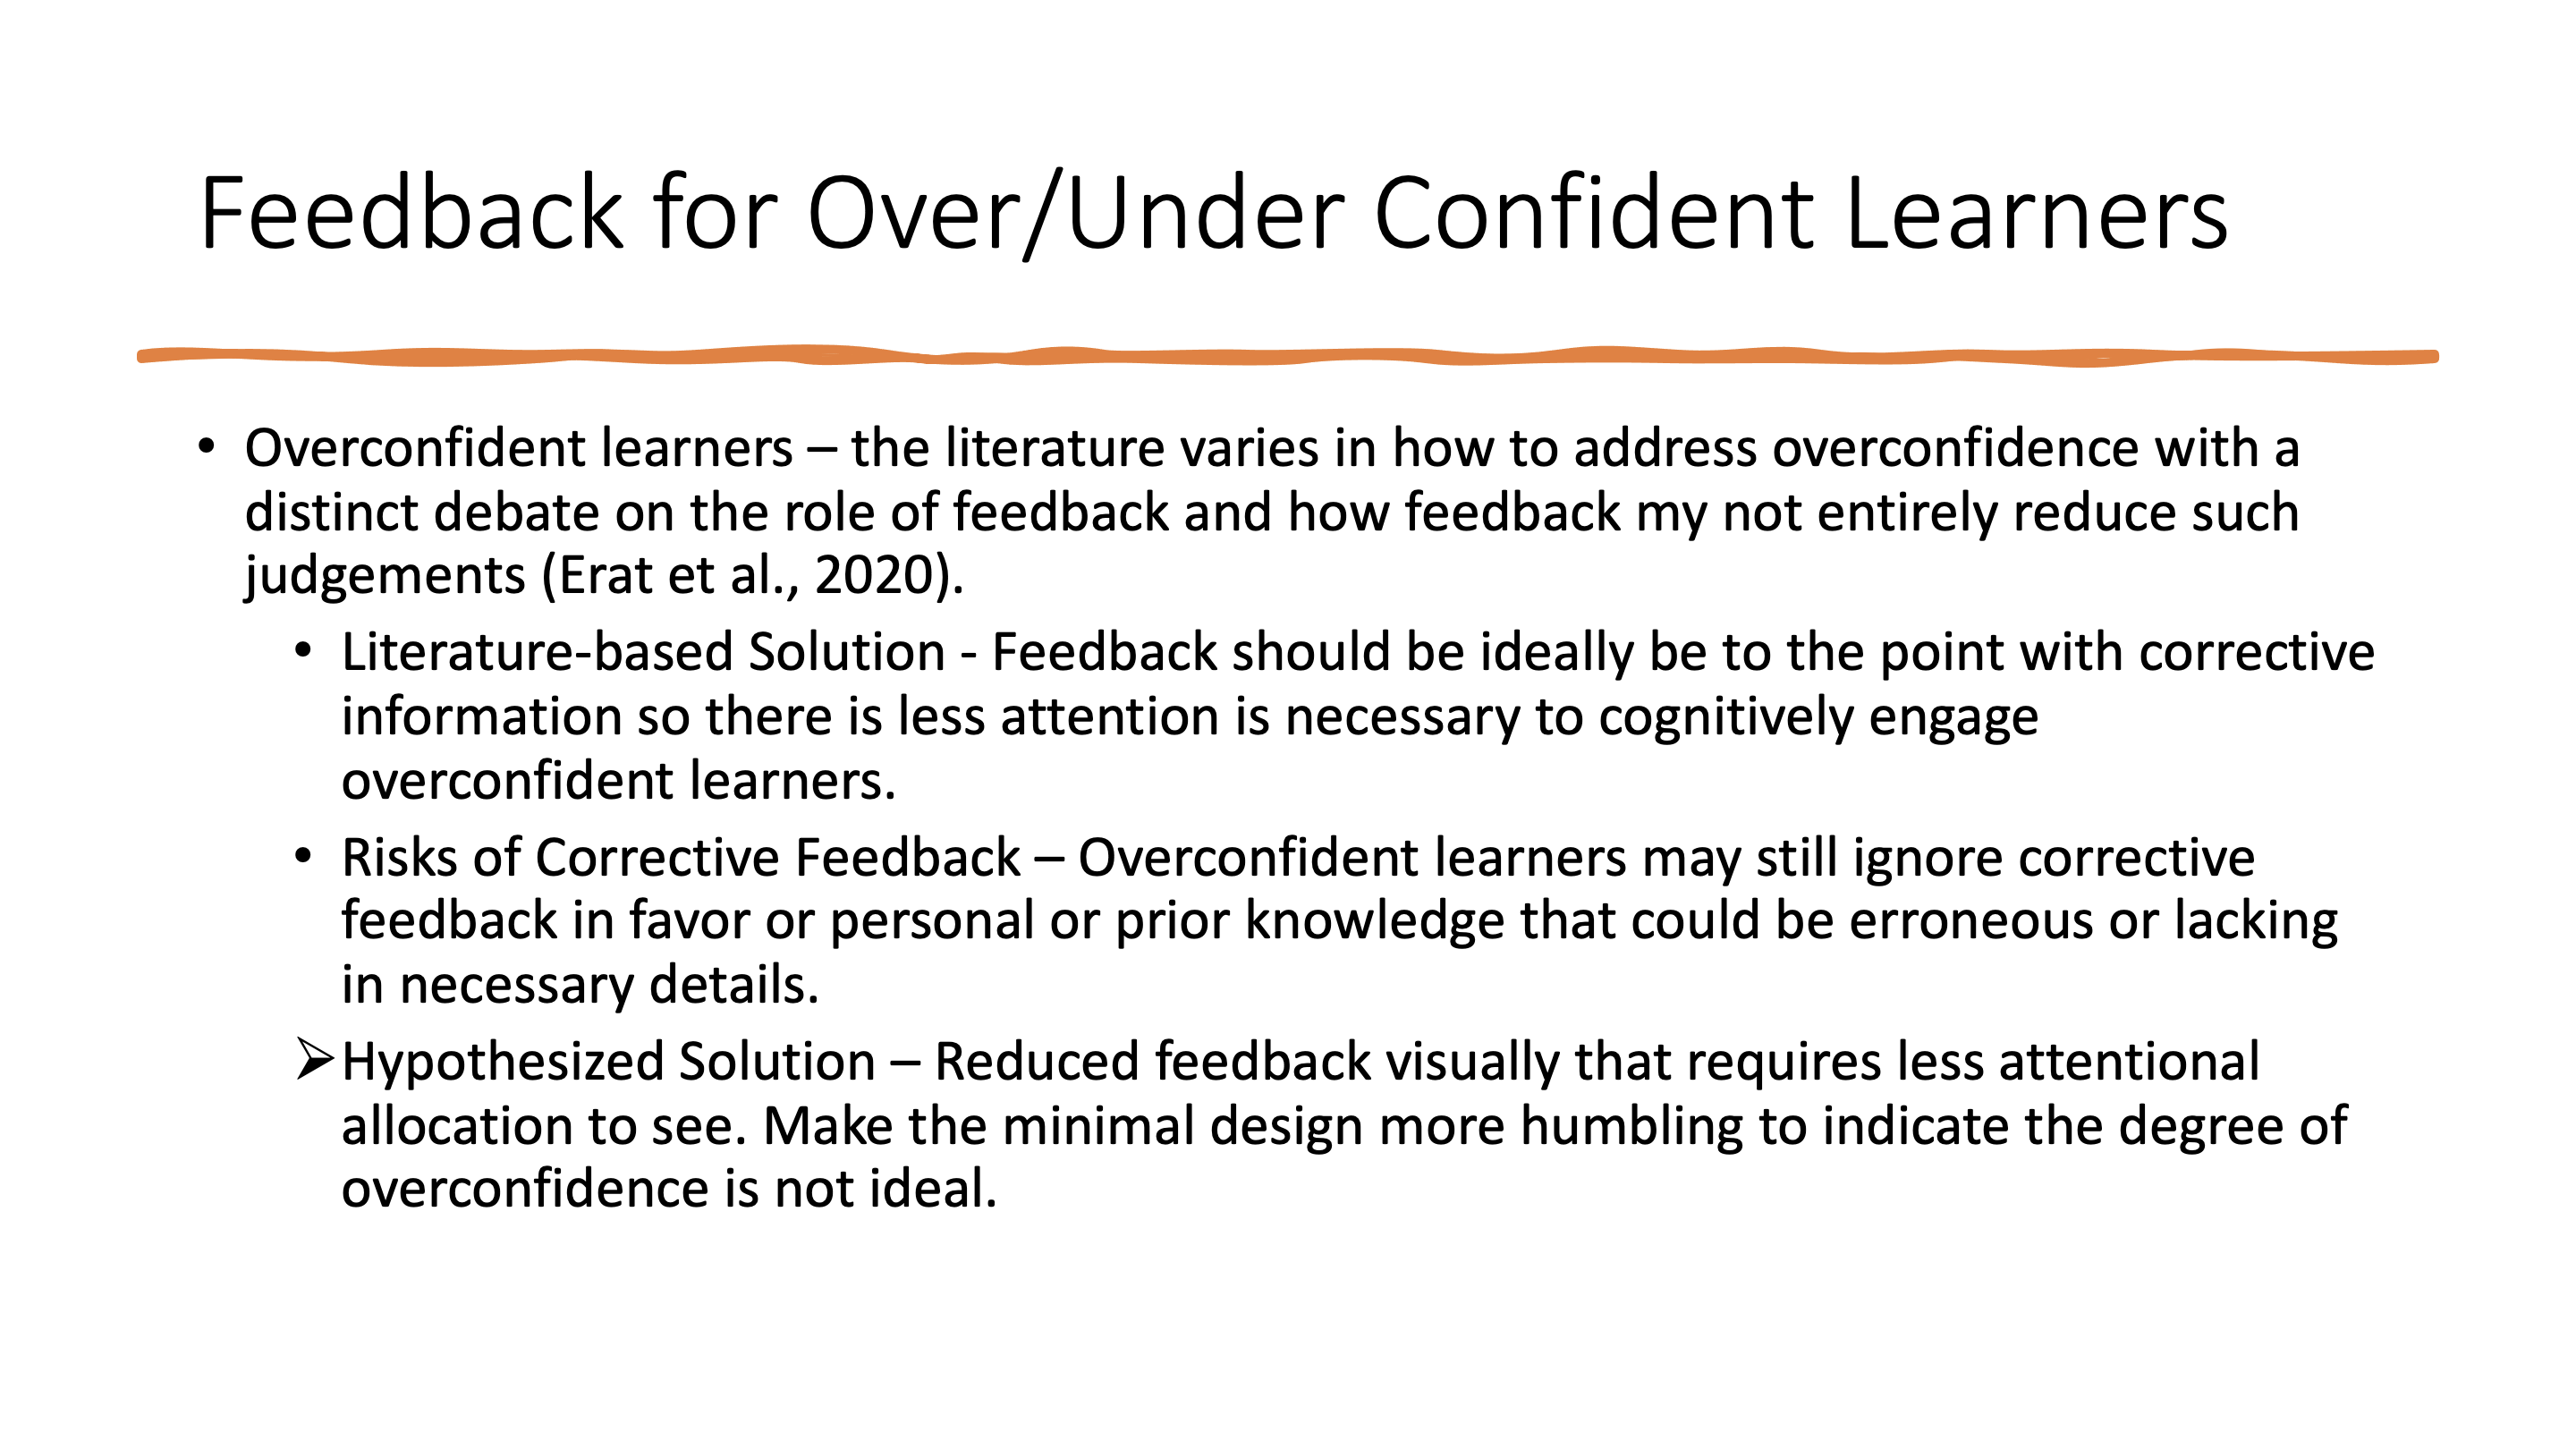 Feedback for Over/Under Confident Learners
• Overconfident learners – the literature varies in how to address overconfidence with a
distinct debate on the role of feedback and how feedback my not entirely reduce such
judgements (Erat et al., 2020).
• Literature-based Solution - Feedback should be ideally be to the point with corrective
information so there is less attention is necessary to cognitively engage
overconfident learners.
• Risks of Corrective Feedback – Overconfident learners may still ignore corrective
feedback in favor or personal or prior knowledge that could be erroneous or lacking
in necessary details.
➢Hypothesized Solution – Reduced feedback visually that requires less attentional
allocation to see. Make the minimal design more humbling to indicate the degree of
overconfidence is not ideal.